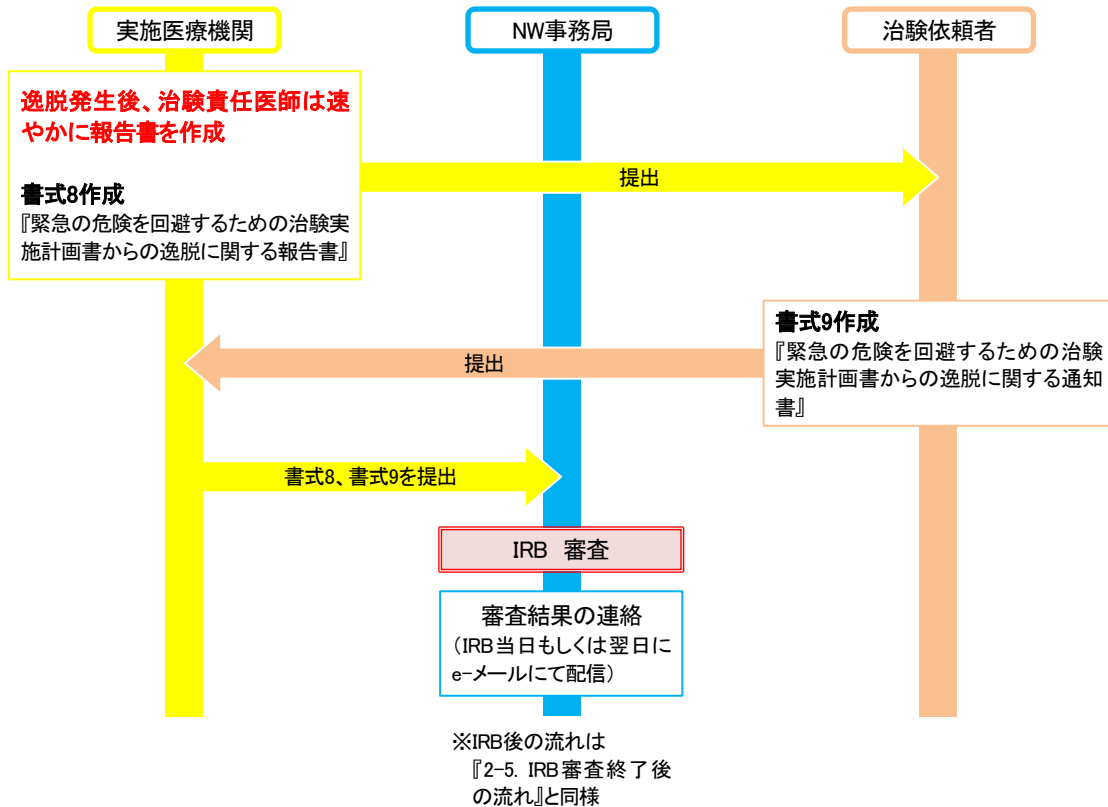 実施医療機関
NW事務局
治験依頼者
逸脱発生後、治験責任医師は速
やかに報告書を作成
書式8作成
『緊急の危険を回避するための治験実
施計画書からの逸脱に関する報告書』
提出
書式9作成
『緊急の危険を回避するための治験
実施計画書からの逸脱に関する通知
書』
提出
書式8、書式9を提出
IRB 審査
審査結果の連絡
（IRB当日もしくは翌日に
e-メールにて配信）
※IRB後の流れは
『2-5. IRB審査終了後
の流れ』と同様